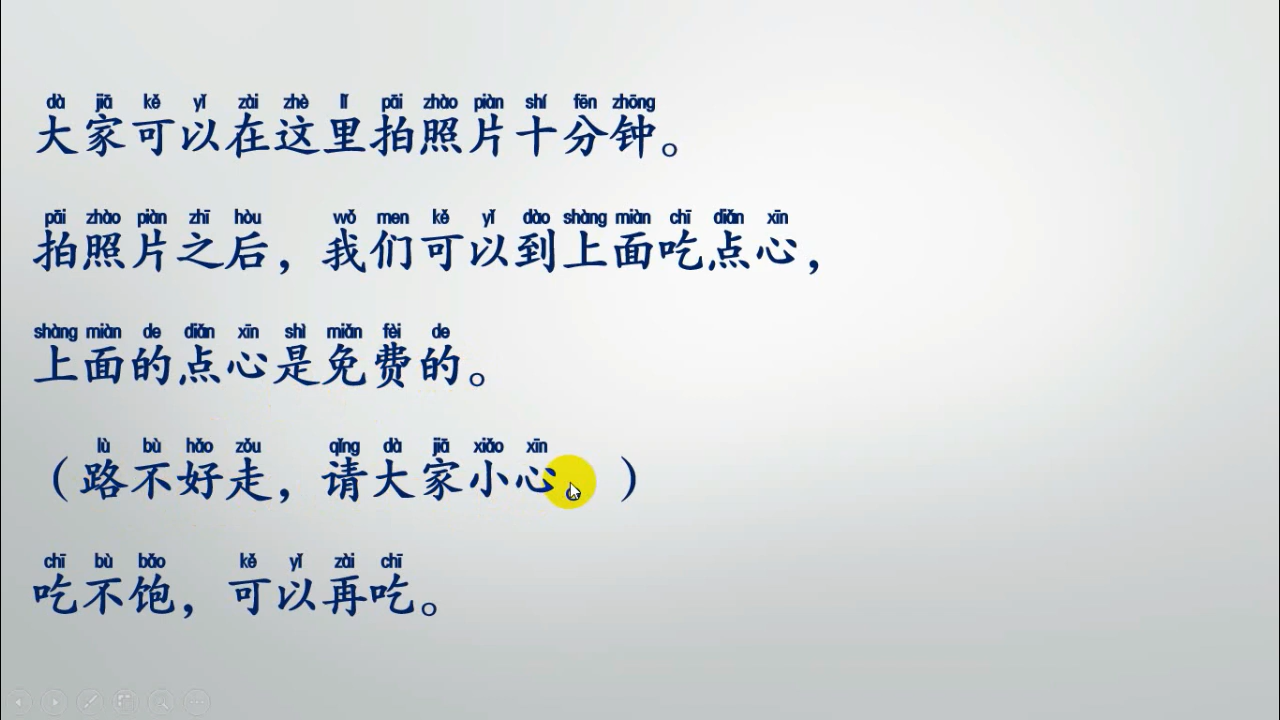 dà jiā kě yǐ zài zhè lǐ pāi zhào piàn shí fēn zhōng
大家可以在这里拍照片十分钟。
pāi zhào piàn zhī hòu wǒ men kě yǐ dào shàng miàn chī diǎn xīn
拍照片之后，我们可以到上面吃点心，
shàng miàn de diǎn xīn shì miǎn fèi de
上面的点心是免费的。
lù bù hǎo zǒu qǐng dà jiā xiǎo xīn
（路不好走，请大家小心。）
chī bù bǎo kě yǐ zài chī
吃不饱，可以再吃。